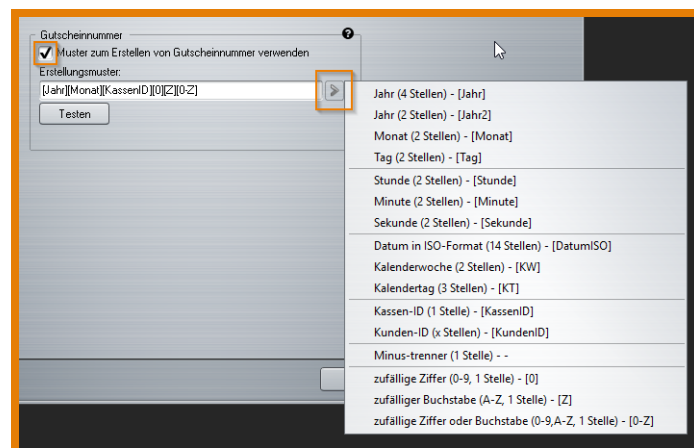 Gutscheinnummer
?
Muster zum Erstellen von Gutscheinnummer verwenden
Erstellungsmuster:
[Jahr][Monat][KassenID][0][Z][0-Z]
Testen
Jahr (4 Stellen) - [Jahr]
Jahr (2 Stellen) - [Jahr2]
Monat (2 Stellen) - [Monat]
Tag (2 Stellen) - [Tag]
Stunde (2 Stellen) - [Stunde]
Minute (2 Stellen) - [Minute]
Sekunde (2 Stellen) - [Sekunde]
Datum in ISO-Format (14 Stellen) - [DatumISO]
Kalenderwoche (2 Stellen) - [KW]
Kalendertag (3 Stellen) - [KT]
Kassen-ID (1 Stelle) - [KassenID]
Kunden-ID (x Stellen) - [KundenID]
Minus-trenner (1 Stelle) - -
zufällige Ziffer (0-9, 1 Stelle) - [0]
zufälliger Buchstabe (A-Z, 1 Stelle) - [Z]
zufällige Ziffer oder Buchstabe (0-9,A-Z, 1 Stelle) - [0-Z]